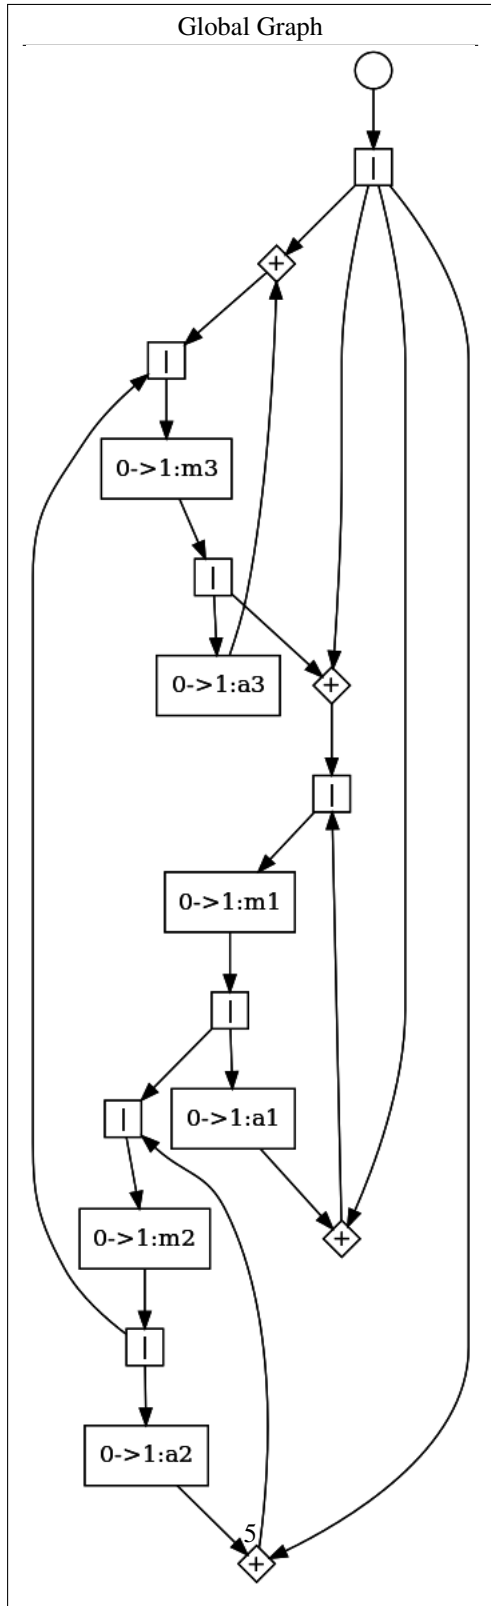 Global Graph
|
+
|
0->1:m3
|
0->1:a3
+
|
0->1:m1
|
0->1:a1
|
0->1:m2
+
|
0->1:a2
5
+